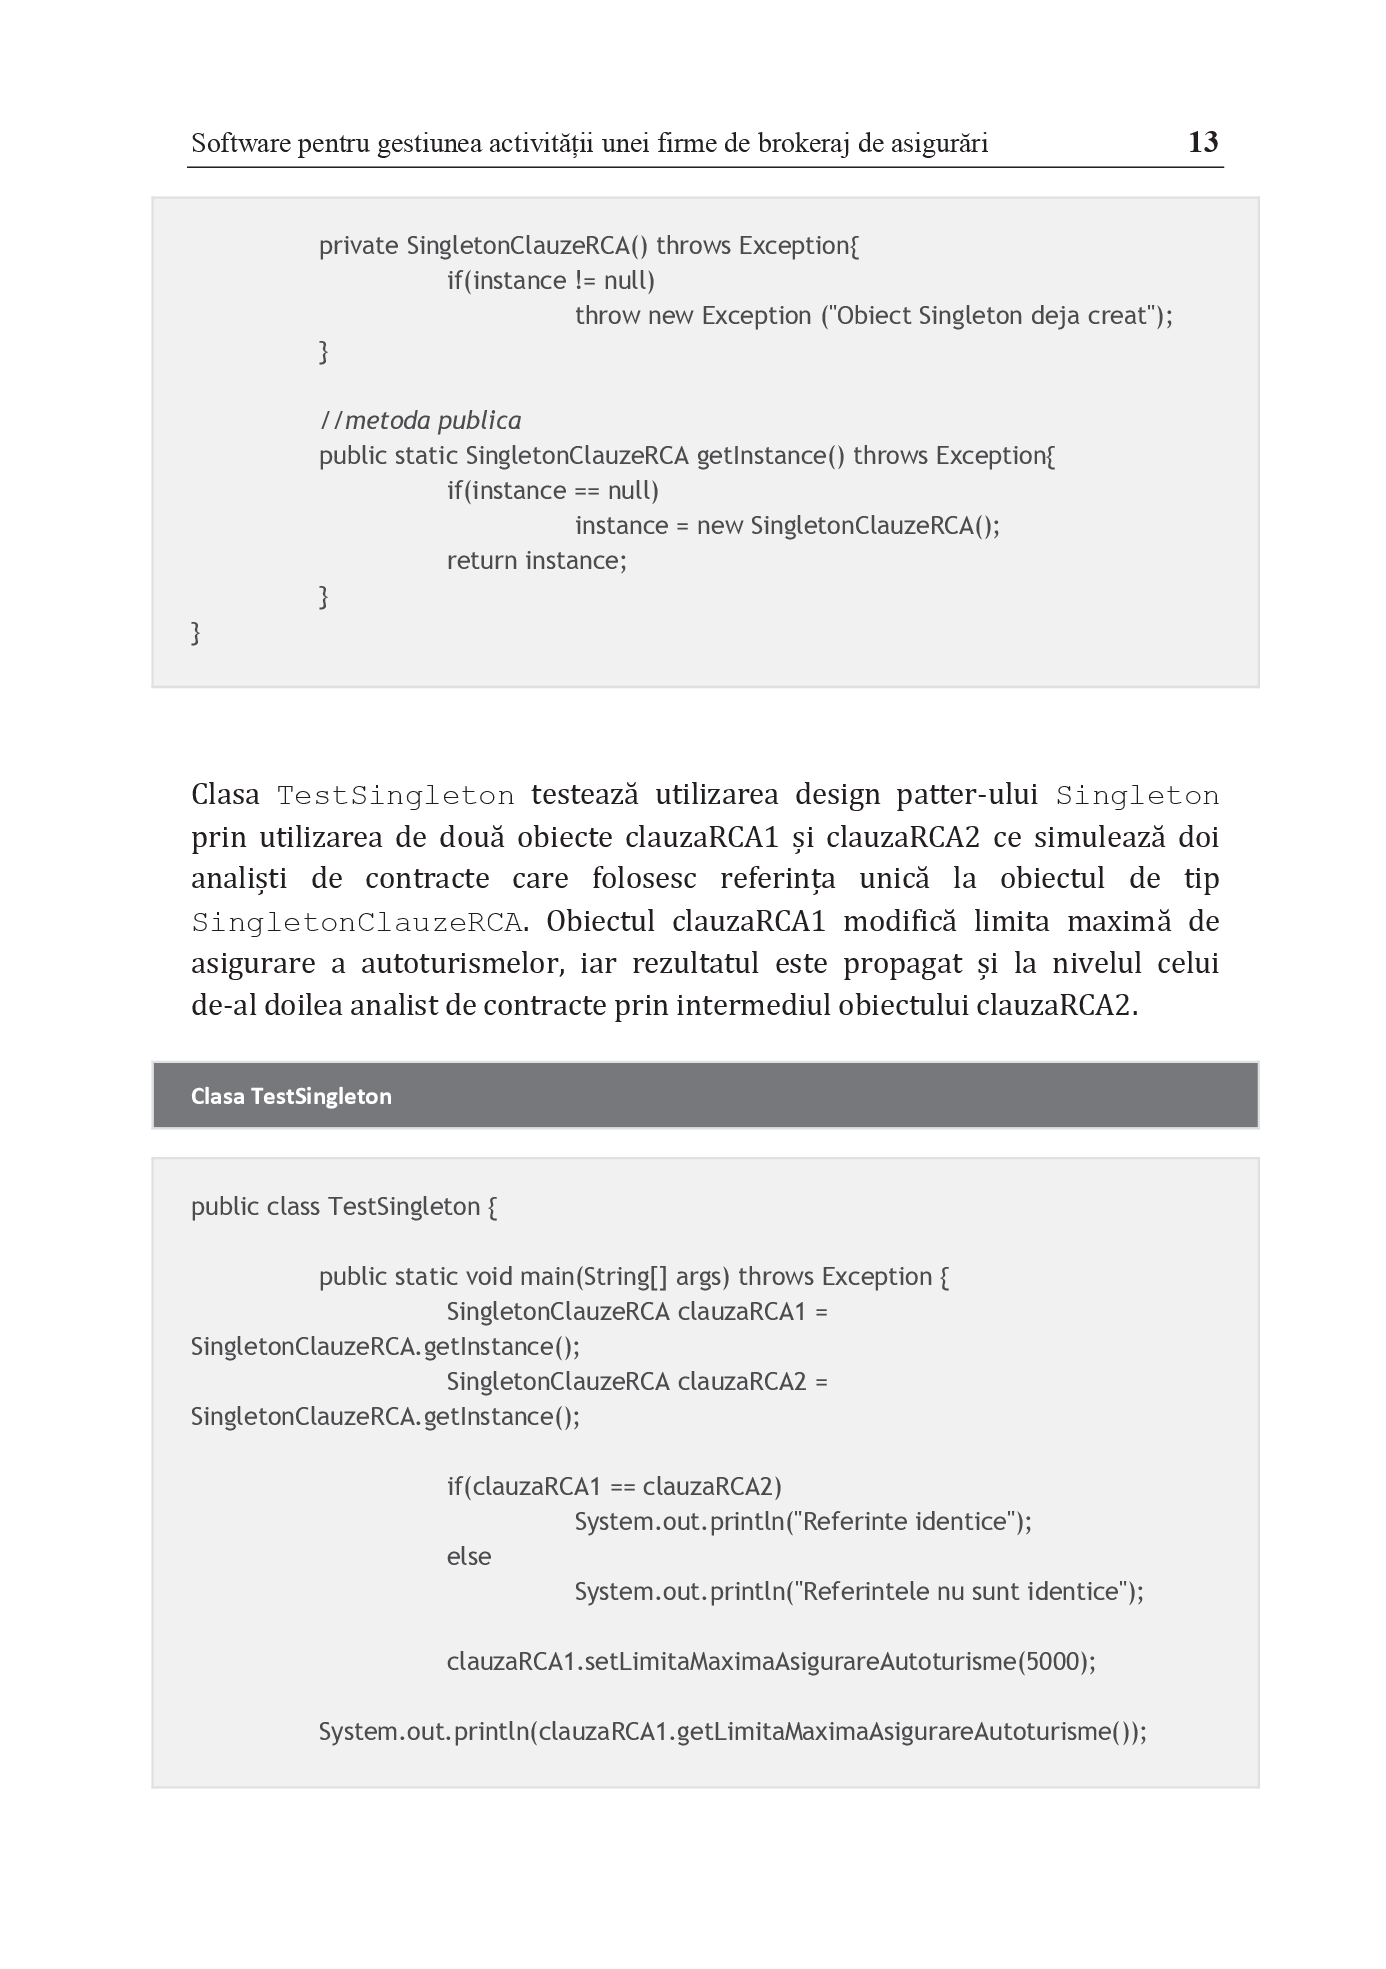 Software pentru gestiunea activității unei firme de brokeraj de asigurări 13
private SingletonClauzeRCA() throws Exception{
if(instance != null)
throw new Exception ("Obiect Singleton deja creat");
}
//metoda publica
public static SingletonClauzeRCA getInstance() throws Exception{
if(instance == null)
instance = new SingletonClauzeRCA();
return instance;
}
}
Clasa TestSingleton testează utilizarea design patter-ului Singleton
prin utilizarea de două obiecte clauzaRCA1 și clauzaRCA2 ce simulează doi
analiști de contracte care folosesc referința unică la obiectul de tip
SingletonClauzeRCA. Obiectul clauzaRCA1 modifică limita maximă de
asigurare a autoturismelor, iar rezultatul este propagat și la nivelul celui
de-al doilea analist de contracte prin intermediul obiectului clauzaRCA2.
Clasa TestSingleton
public class TestSingleton {
public static void main(String[] args) throws Exception {
SingletonClauzeRCA clauzaRCA1 =
SingletonClauzeRCA.getInstance();
SingletonClauzeRCA clauzaRCA2 =
SingletonClauzeRCA.getInstance();
if(clauzaRCA1 == clauzaRCA2)
System.out.println("Referinte identice");
else
System.out.println("Referintele nu sunt identice");
clauzaRCA1.setLimitaMaximaAsigurareAutoturisme(5000);
System.out.println(clauzaRCA1.getLimitaMaximaAsigurareAutoturisme());